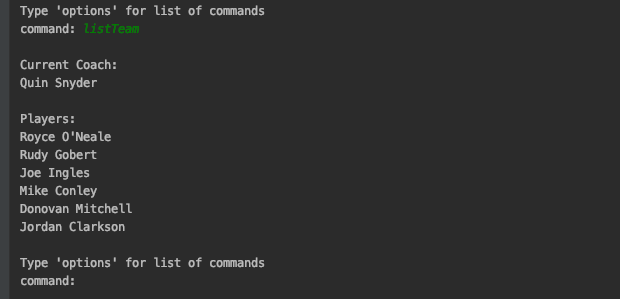 Type 'options' for list of commands
command: listTeam
Current Coach:
Quin Snyder
Players:
Royce O'Neale
Rudy Gobert
Joe Ingles
Mike Conley
Donovan Mitchell
Jordan Clarkson
Type 'options' for list of commands
command: